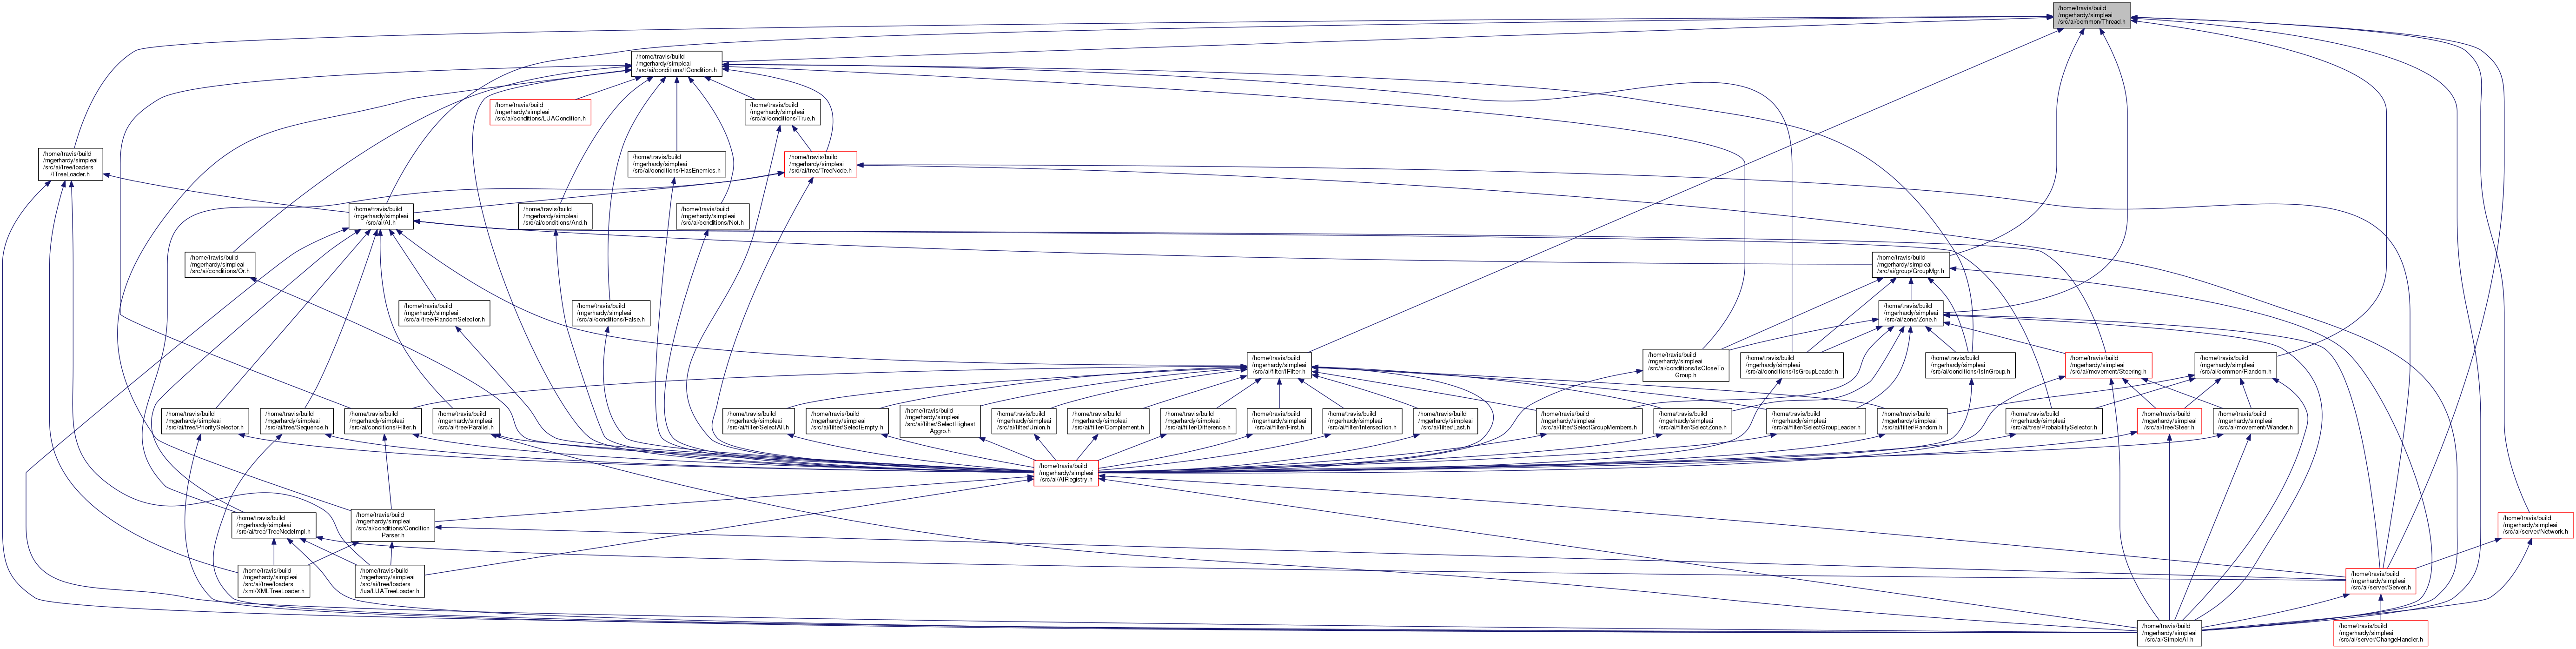 /home/travis/build
/mgerhardy/simpleai
/src/ai/common/Thread.h
/home/travis/build
/mgerhardy/simpleai
/src/ai/conditions/ICondition.h
/home/travis/build
/mgerhardy/simpleai
/src/ai/conditions/LUACondition.h
/home/travis/build
/mgerhardy/simpleai
/src/ai/conditions/True.h
/home/travis/build
/mgerhardy/simpleai
/src/ai/tree/loaders
/ITreeLoader.h
/home/travis/build
/mgerhardy/simpleai
/src/ai/conditions/HasEnemies.h
/home/travis/build
/mgerhardy/simpleai
/src/ai/tree/TreeNode.h
/home/travis/build
/mgerhardy/simpleai
/src/ai/AI.h
/home/travis/build
/mgerhardy/simpleai
/src/ai/conditions/And.h
/home/travis/build
/mgerhardy/simpleai
/src/ai/conditions/Not.h
/home/travis/build
/mgerhardy/simpleai
/src/ai/conditions/Or.h
/home/travis/build
/mgerhardy/simpleai
/src/ai/group/GroupMgr.h
/home/travis/build
/mgerhardy/simpleai
/src/ai/tree/RandomSelector.h
/home/travis/build
/mgerhardy/simpleai
/src/ai/conditions/False.h
/home/travis/build
/mgerhardy/simpleai
/src/ai/zone/Zone.h
/home/travis/build
/mgerhardy/simpleai
/src/ai/filter/IFilter.h
/home/travis/build
/mgerhardy/simpleai
/src/ai/conditions/IsCloseTo
Group.h
/home/travis/build
/mgerhardy/simpleai
/src/ai/conditions/IsGroupLeader.h
/home/travis/build
/mgerhardy/simpleai
/src/ai/conditions/IsInGroup.h
/home/travis/build
/mgerhardy/simpleai
/src/ai/movement/Steering.h
/home/travis/build
/mgerhardy/simpleai
/src/ai/common/Random.h
/home/travis/build
/mgerhardy/simpleai
/src/ai/tree/PrioritySelector.h
/home/travis/build
/mgerhardy/simpleai
/src/ai/tree/Sequence.h
/home/travis/build
/mgerhardy/simpleai
/src/ai/conditions/Filter.h
/home/travis/build
/mgerhardy/simpleai
/src/ai/tree/Parallel.h
/home/travis/build
/mgerhardy/simpleai
/src/ai/filter/SelectAll.h
/home/travis/build
/mgerhardy/simpleai
/src/ai/filter/SelectEmpty.h
/home/travis/build
/mgerhardy/simpleai
/src/ai/filter/SelectHighest
Aggro.h
/home/travis/build
/mgerhardy/simpleai
/src/ai/filter/Union.h
/home/travis/build
/mgerhardy/simpleai
/src/ai/filter/Complement.h
/home/travis/build
/mgerhardy/simpleai
/src/ai/filter/Difference.h
/home/travis/build
/mgerhardy/simpleai
/src/ai/filter/First.h
/home/travis/build
/mgerhardy/simpleai
/src/ai/filter/Intersection.h
/home/travis/build
/mgerhardy/simpleai
/src/ai/filter/Last.h
/home/travis/build
/mgerhardy/simpleai
/src/ai/filter/SelectGroupMembers.h
/home/travis/build
/mgerhardy/simpleai
/src/ai/filter/SelectZone.h
/home/travis/build
/mgerhardy/simpleai
/src/ai/filter/SelectGroupLeader.h
/home/travis/build
/mgerhardy/simpleai
/src/ai/filter/Random.h
/home/travis/build
/mgerhardy/simpleai
/src/ai/tree/ProbabilitySelector.h
/home/travis/build
/mgerhardy/simpleai
/src/ai/tree/Steer.h
/home/travis/build
/mgerhardy/simpleai
/src/ai/movement/Wander.h
/home/travis/build
/mgerhardy/simpleai
/src/ai/AIRegistry.h
/home/travis/build
/mgerhardy/simpleai
/src/ai/tree/TreeNodeImpl.h
/home/travis/build
/mgerhardy/simpleai
/src/ai/conditions/Condition
Parser.h
/home/travis/build
/mgerhardy/simpleai
/src/ai/server/Network.h
/home/travis/build
/mgerhardy/simpleai
/src/ai/tree/loaders
/xml/XMLTreeLoader.h
/home/travis/build
/mgerhardy/simpleai
/src/ai/tree/loaders
/lua/LUATreeLoader.h
/home/travis/build
/mgerhardy/simpleai
/src/ai/server/Server.h
/home/travis/build
/mgerhardy/simpleai
/src/ai/SimpleAI.h
/home/travis/build
/mgerhardy/simpleai
/src/ai/server/ChangeHandler.h